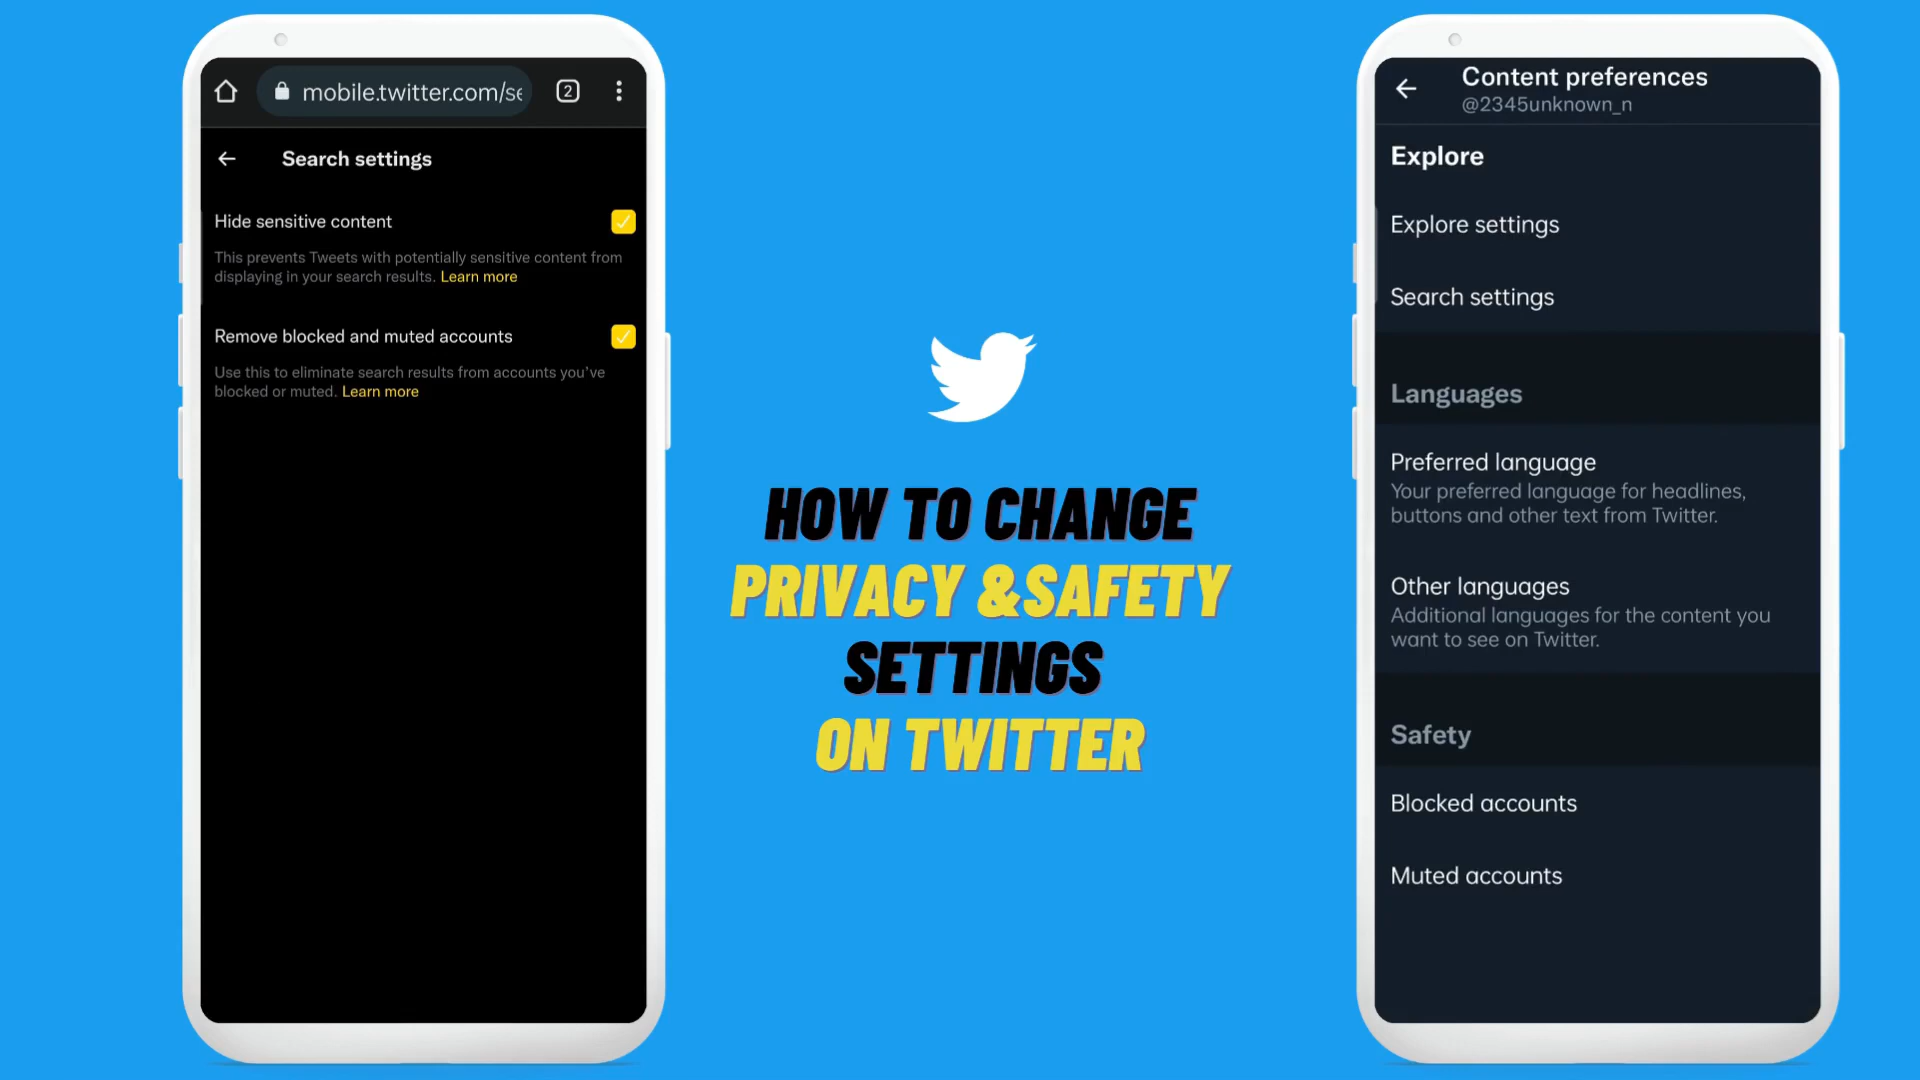 mobile.twitter.com/se
2
Search settings
Hide sensitive content
This prevents Tweets with potentially sensitive content from
displaying in your search results. Learn more
Remove blocked and muted accounts
Use this to eliminate search results from accounts you've
blocked or muted. Learn more
HOW TO CHANGE
PRIVACY &SAFETY
SETTINGS
ON TWITTER
Content preferences
@2345unknown_n
Explore
Explore settings
Search settings
Languages
Preferred language
Your preferred language for headlines,
buttons and other text from Twitter.
Other languages
Additional languages for the content you
want to see on Twitter.
Safety
Blocked accounts
Muted accounts